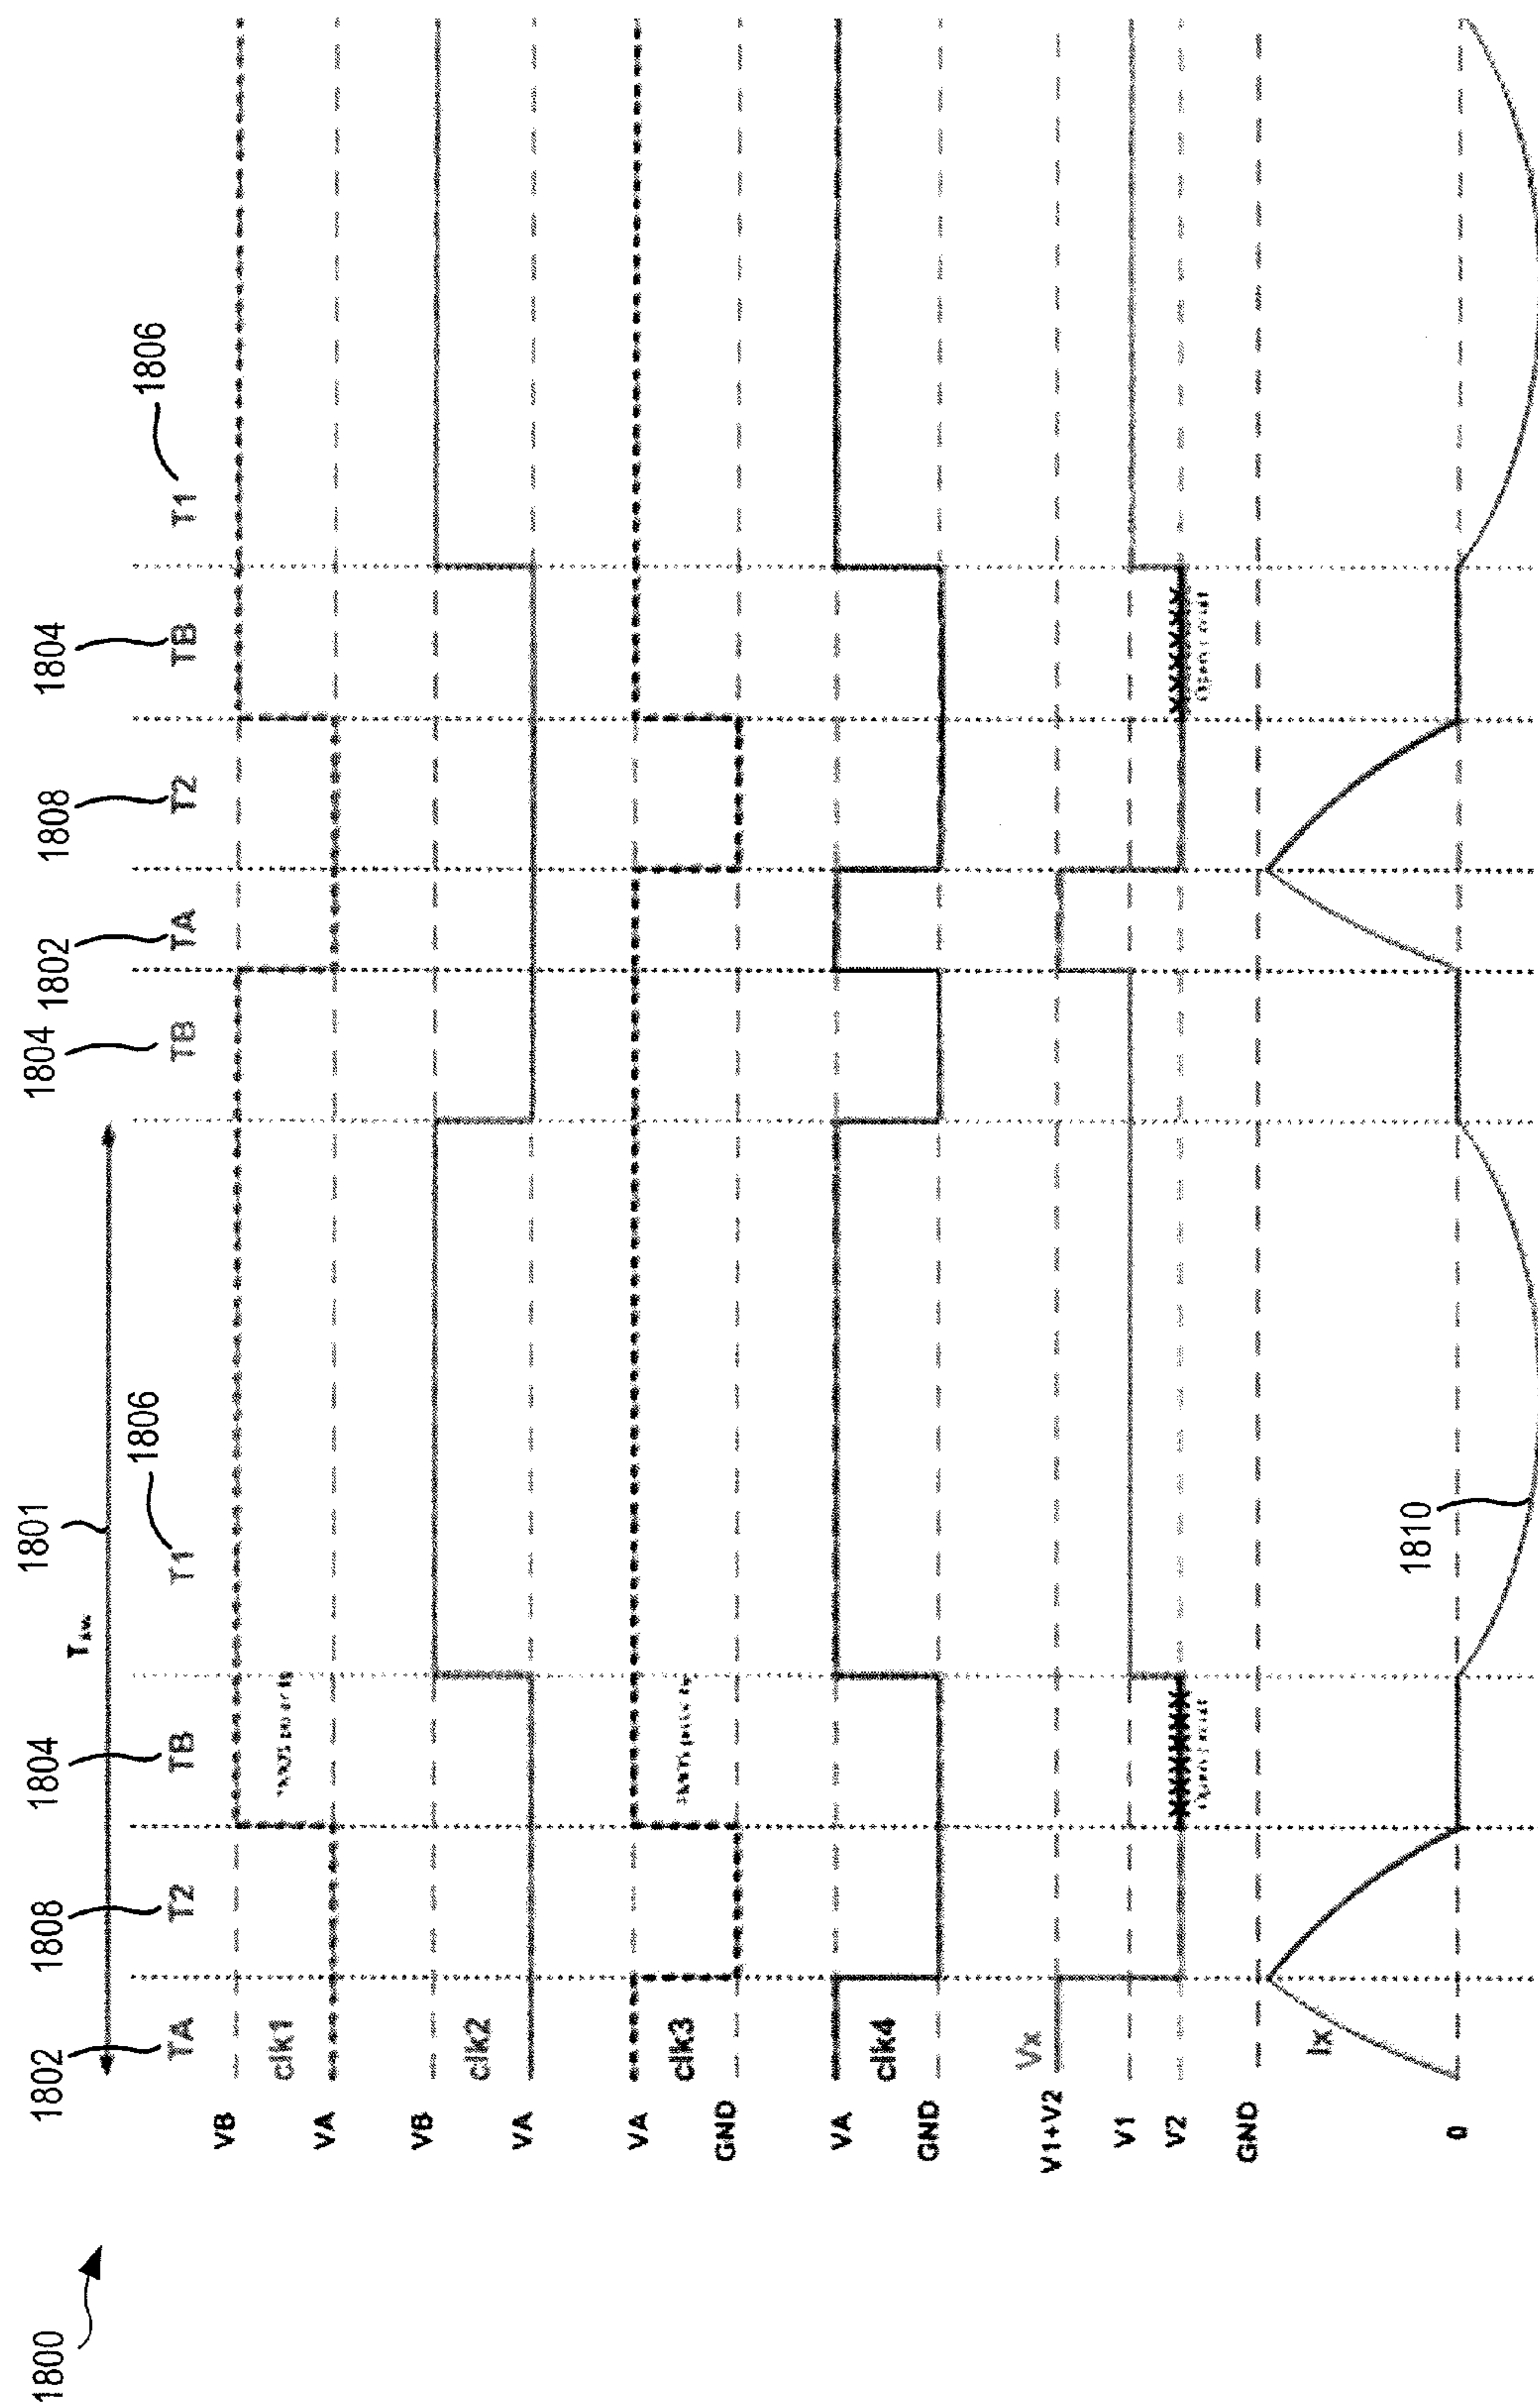 1800
1802 1808 1804 1801 1804 1802 1808 1804
Tsw
1806 1806
TA T2 TB T1 TB TA T2 TB T1
VB
clk1
VA
VB
clk2
VA
VA
clk3
GND
VA
clk4
GND
Vx
V1+V2
V1
V2
GND
Ix
1810
0